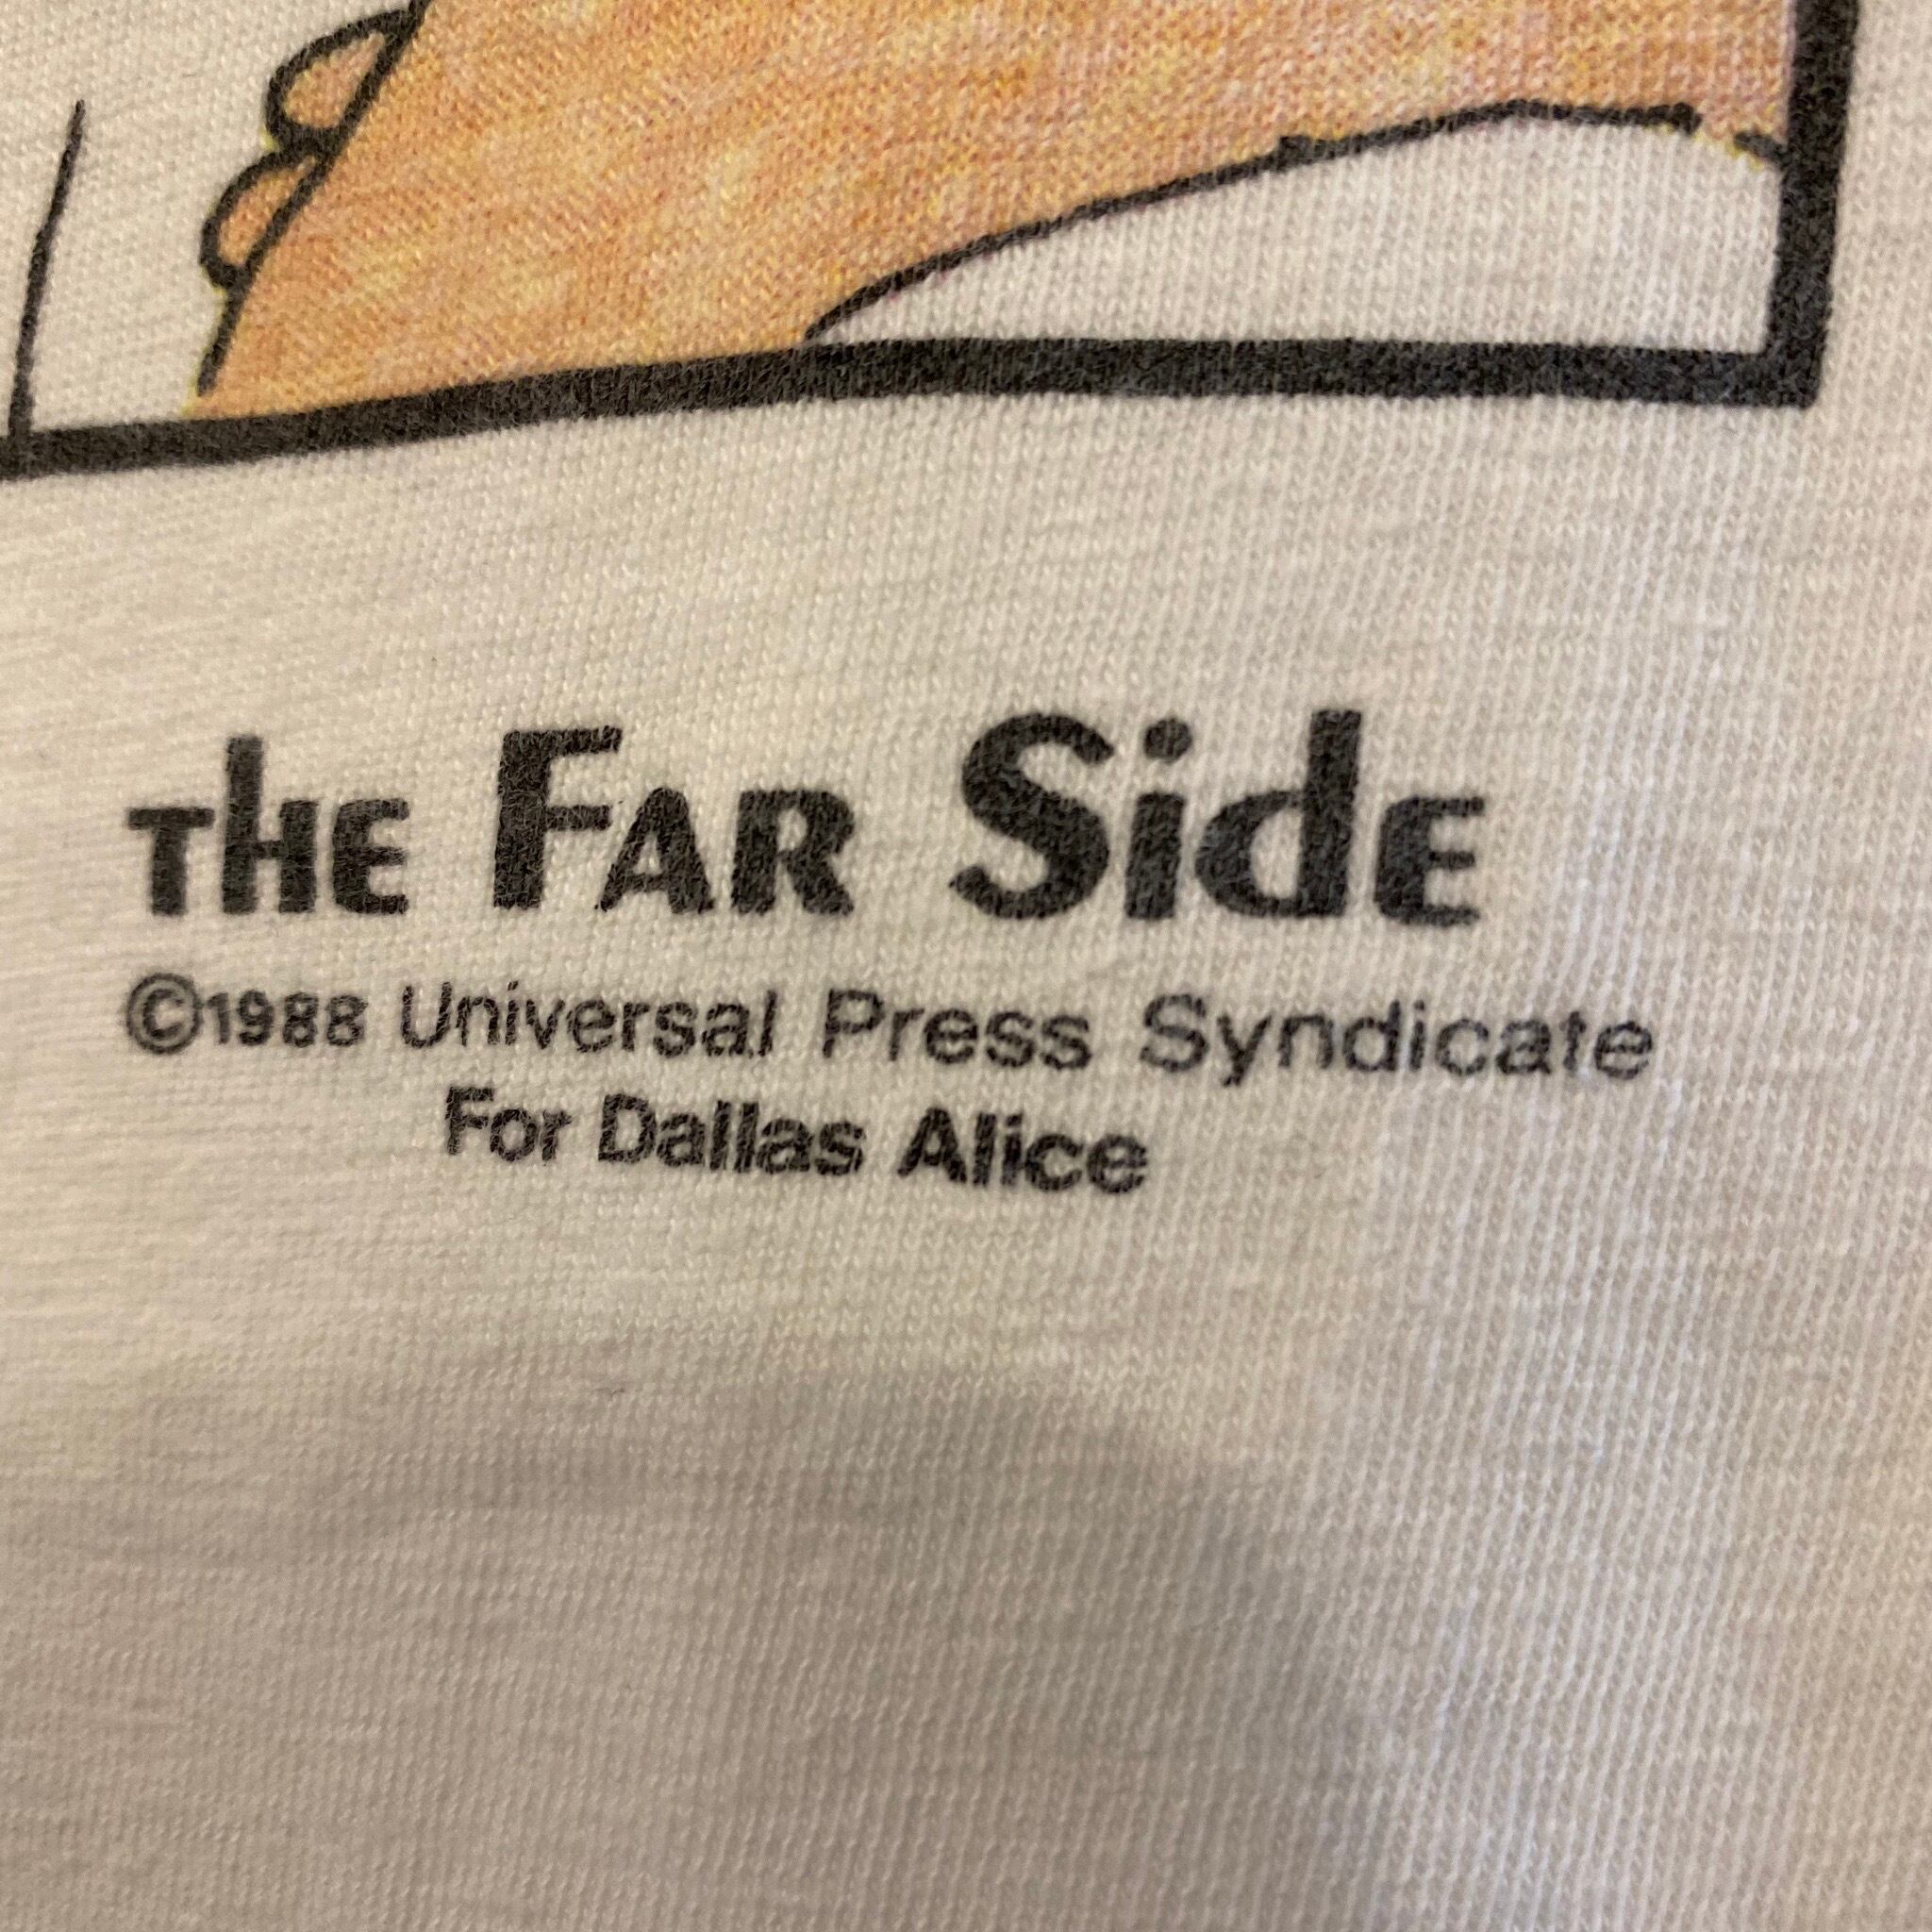 THE FAR SidE
©1988 Universal Press Syndicate
For Dallas Alice